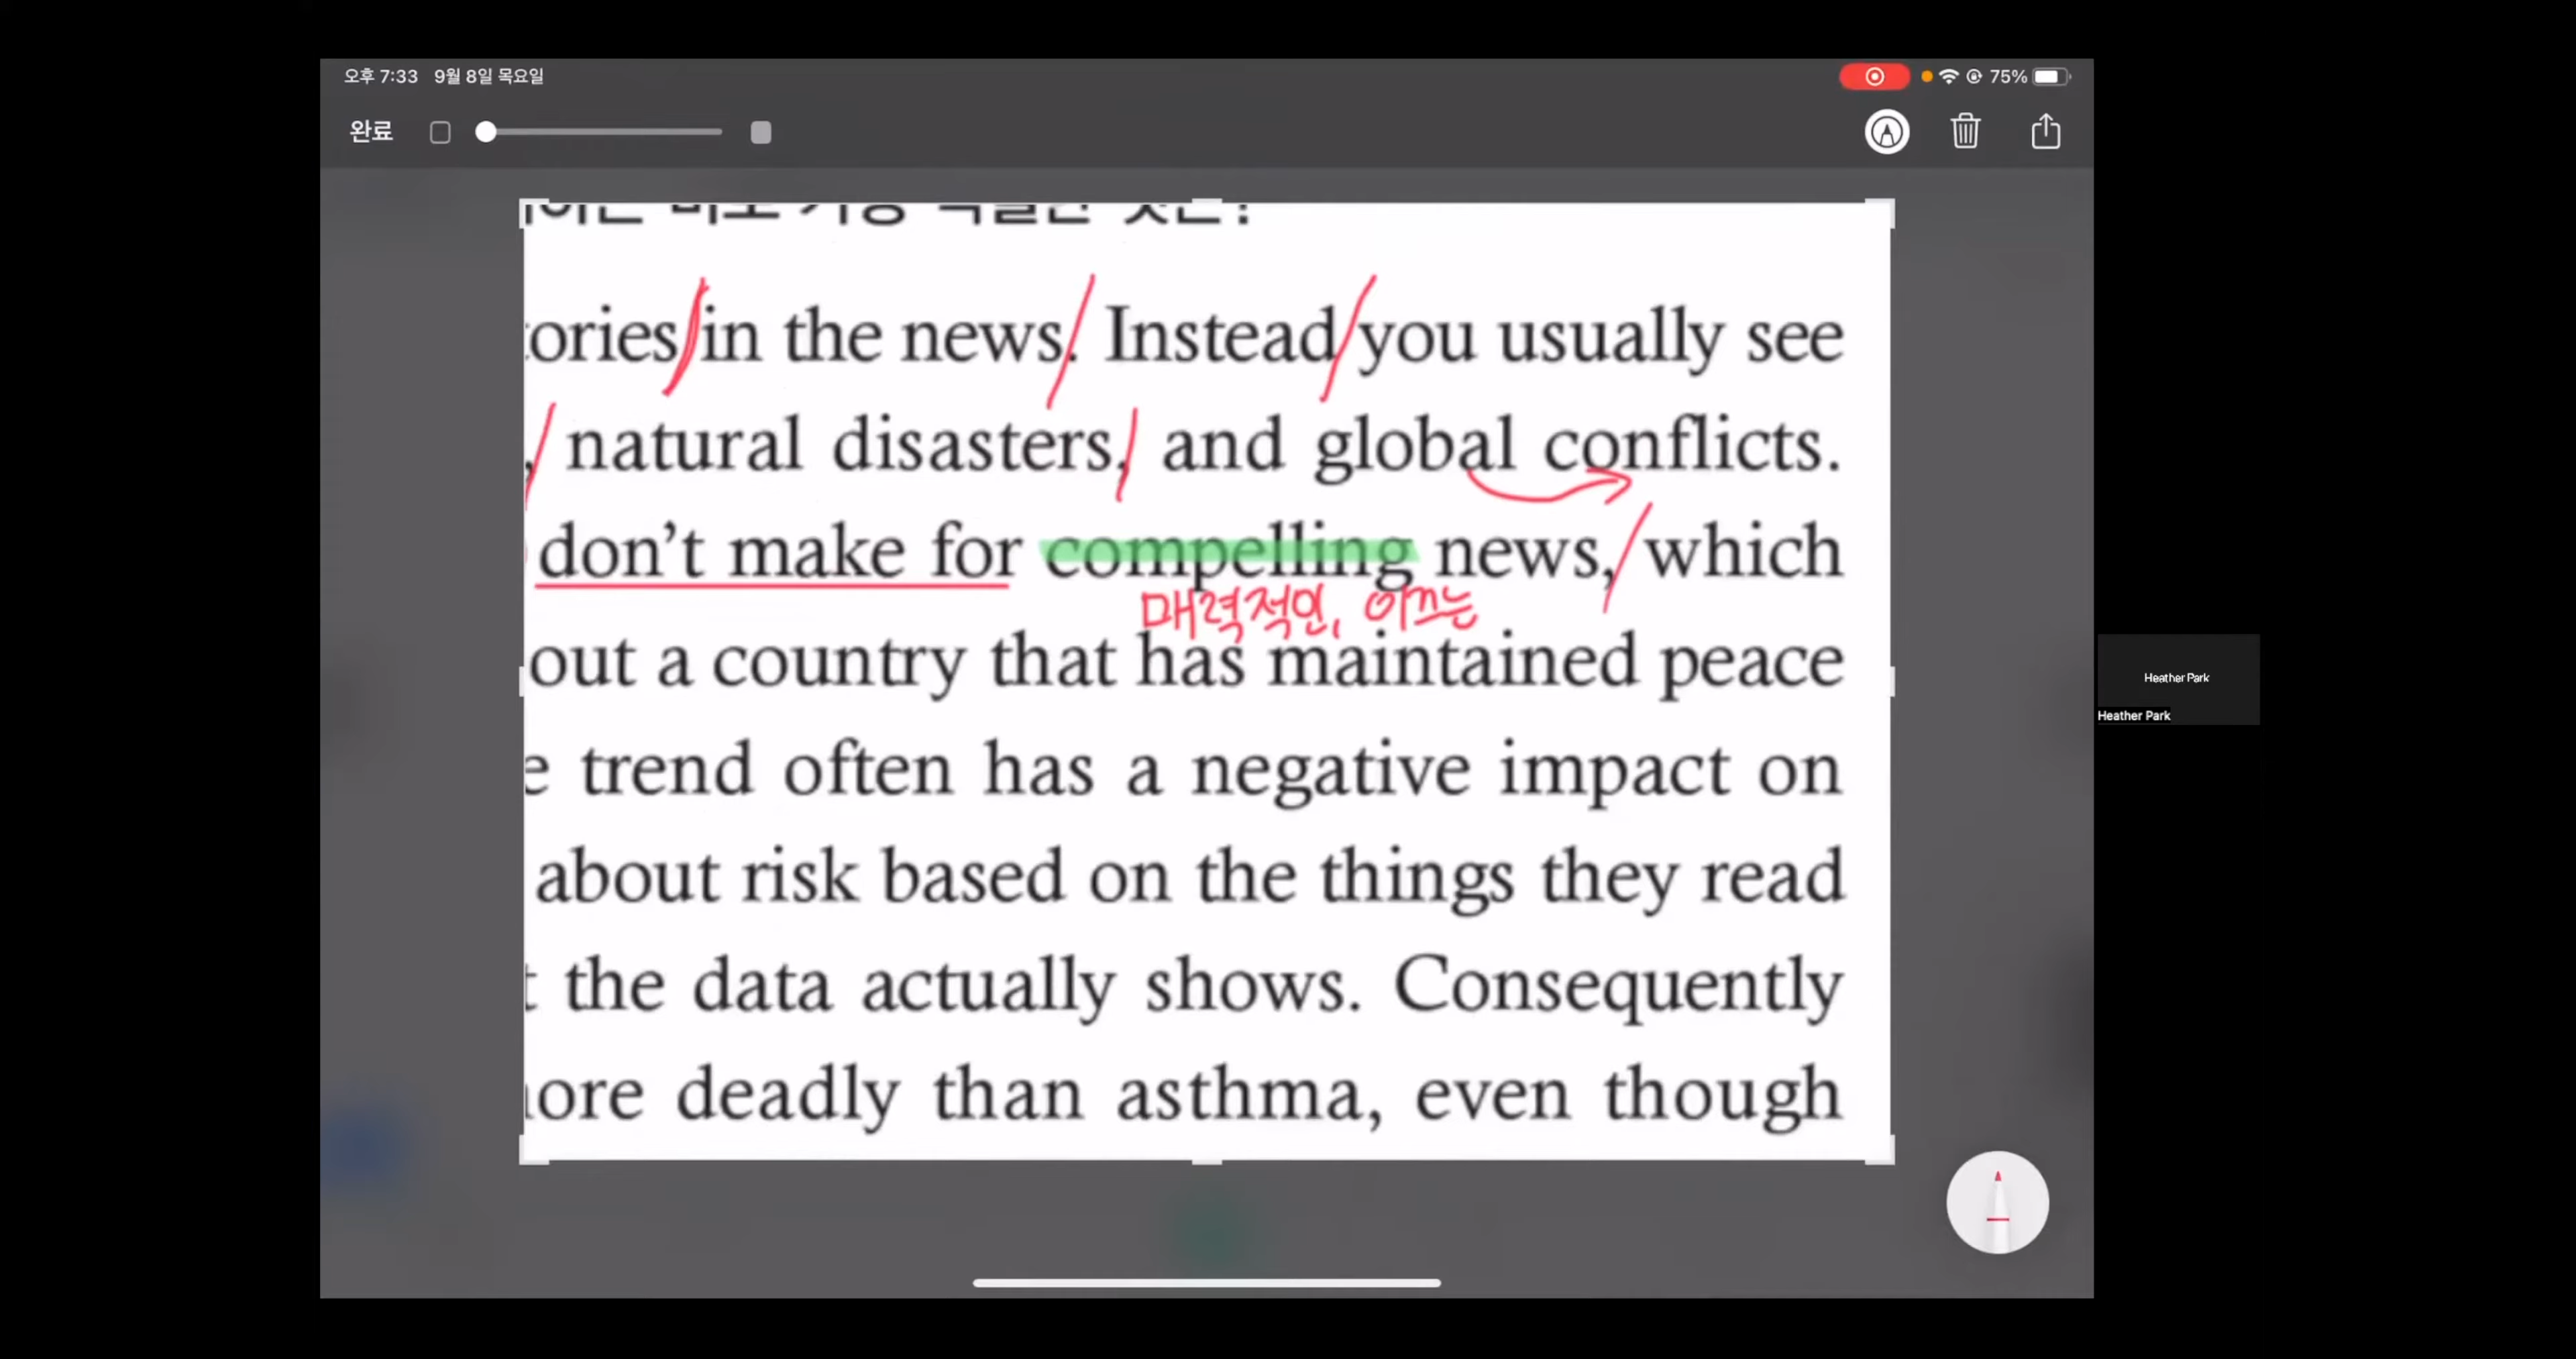 오후 7:33 9월 8일 목요일
75%
완료
in the news. Instead you usually see
natural disasters, and global conflicts.
don't make for compelling news, which
매력적인, 이끄는
out a country that has maintained peace
e trend often has a negative impact on
about risk based on the things they read
the data actually shows. Consequently
ore deadly than asthma, even though
Heather Park
Heather Park